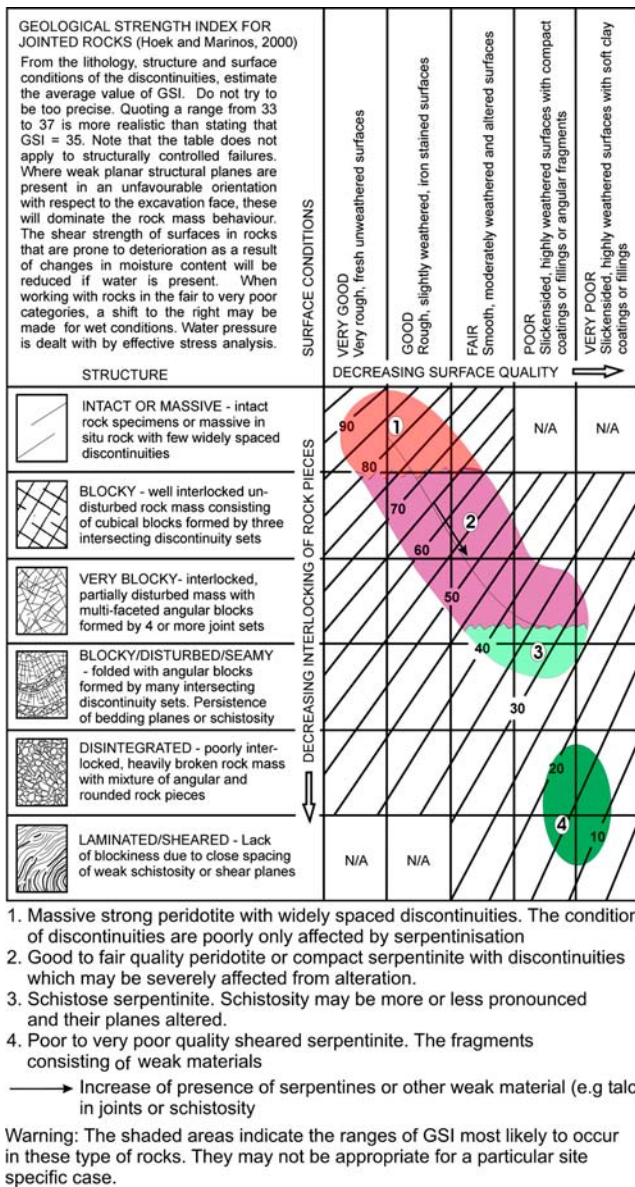 GEOLOGICAL STRENGTH INDEX FOR
JOINTED ROCKS (Hoek and Marinos, 2000)
From the lithology, structure and surface
conditions of the discontinuities, estimate
the average value of GSI. Do not try to
be too precise. Quoting a range from 33
to 37 is more realistic than stating that
GSI = 35. Note that the table does not
apply to structurally controlled failures.
Where weak planar structural planes are
present in an unfavourable orientation
with respect to the excavation face, these
will dominate the rock mass behaviour.
The shear strength of surfaces in rocks
that are prone to deterioration as a result
of changes in moisture content will be
reduced if water is present. When
working with rocks in the fair to very poor
categories, a shift to the right may be
made for wet conditions. Water pressure
is dealt with by effective stress analysis.
SURFACE CONDITIONS
VERY GOOD
Very rough, fresh unweathered surfaces
GOOD
Rough, slightly weathered, iron stained surfaces
FAIR
Smooth, moderately weathered and altered surfaces
POOR
Slickensided, highly weathered surfaces with compact
coatings or fillings or angular fragments
VERY POOR
Slickensided, highly weathered surfaces with soft clay
coatings or fillings
STRUCTURE
DECREASING SURFACE QUALITY
DECREASING INTERLOCKING OF ROCK PIECES
INTACT OR MASSIVE - intact
rock specimens or massive in
situ rock with few widely spaced
discontinuities
90
1
80
N/A
N/A
BLOCKY - well interlocked un-
disturbed rock mass consisting
of cubical blocks formed by three
intersecting discontinuity sets
70
2
60
VERY BLOCKY- interlocked,
partially disturbed mass with
multi-faceted angular blocks
formed by 4 or more joint sets
50
40
3
BLOCKY/DISTURBED/SEAMY
- folded with angular blocks
formed by many intersecting
discontinuity sets. Persistence
of bedding planes or schistosity
30
DISINTEGRATED - poorly inter-
locked, heavily broken rock mass
with mixture of angular and
rounded rock pieces
20
LAMINATED/SHEARED - Lack
of blockiness due to close spacing
of weak schistosity or shear planes
N/A
N/A
4
10
1. Massive strong peridotite with widely spaced discontinuities. The condition
of discontinuities are poorly only affected by serpentinisation
2. Good to fair quality peridotite or compact serpentinite with discontinuities
which may be severely affected from alteration.
3. Schistose serpentinite. Schistosity may be more or less pronounced
and their planes altered.
4. Poor to very poor quality sheared serpentinite. The fragments
consisting of weak materials
Increase of presence of serpentines or other weak material (e.g talc
in joints or schistosity
Warning: The shaded areas indicate the ranges of GSI most likely to occur
in these type of rocks. They may not be appropriate for a particular site
specific case.